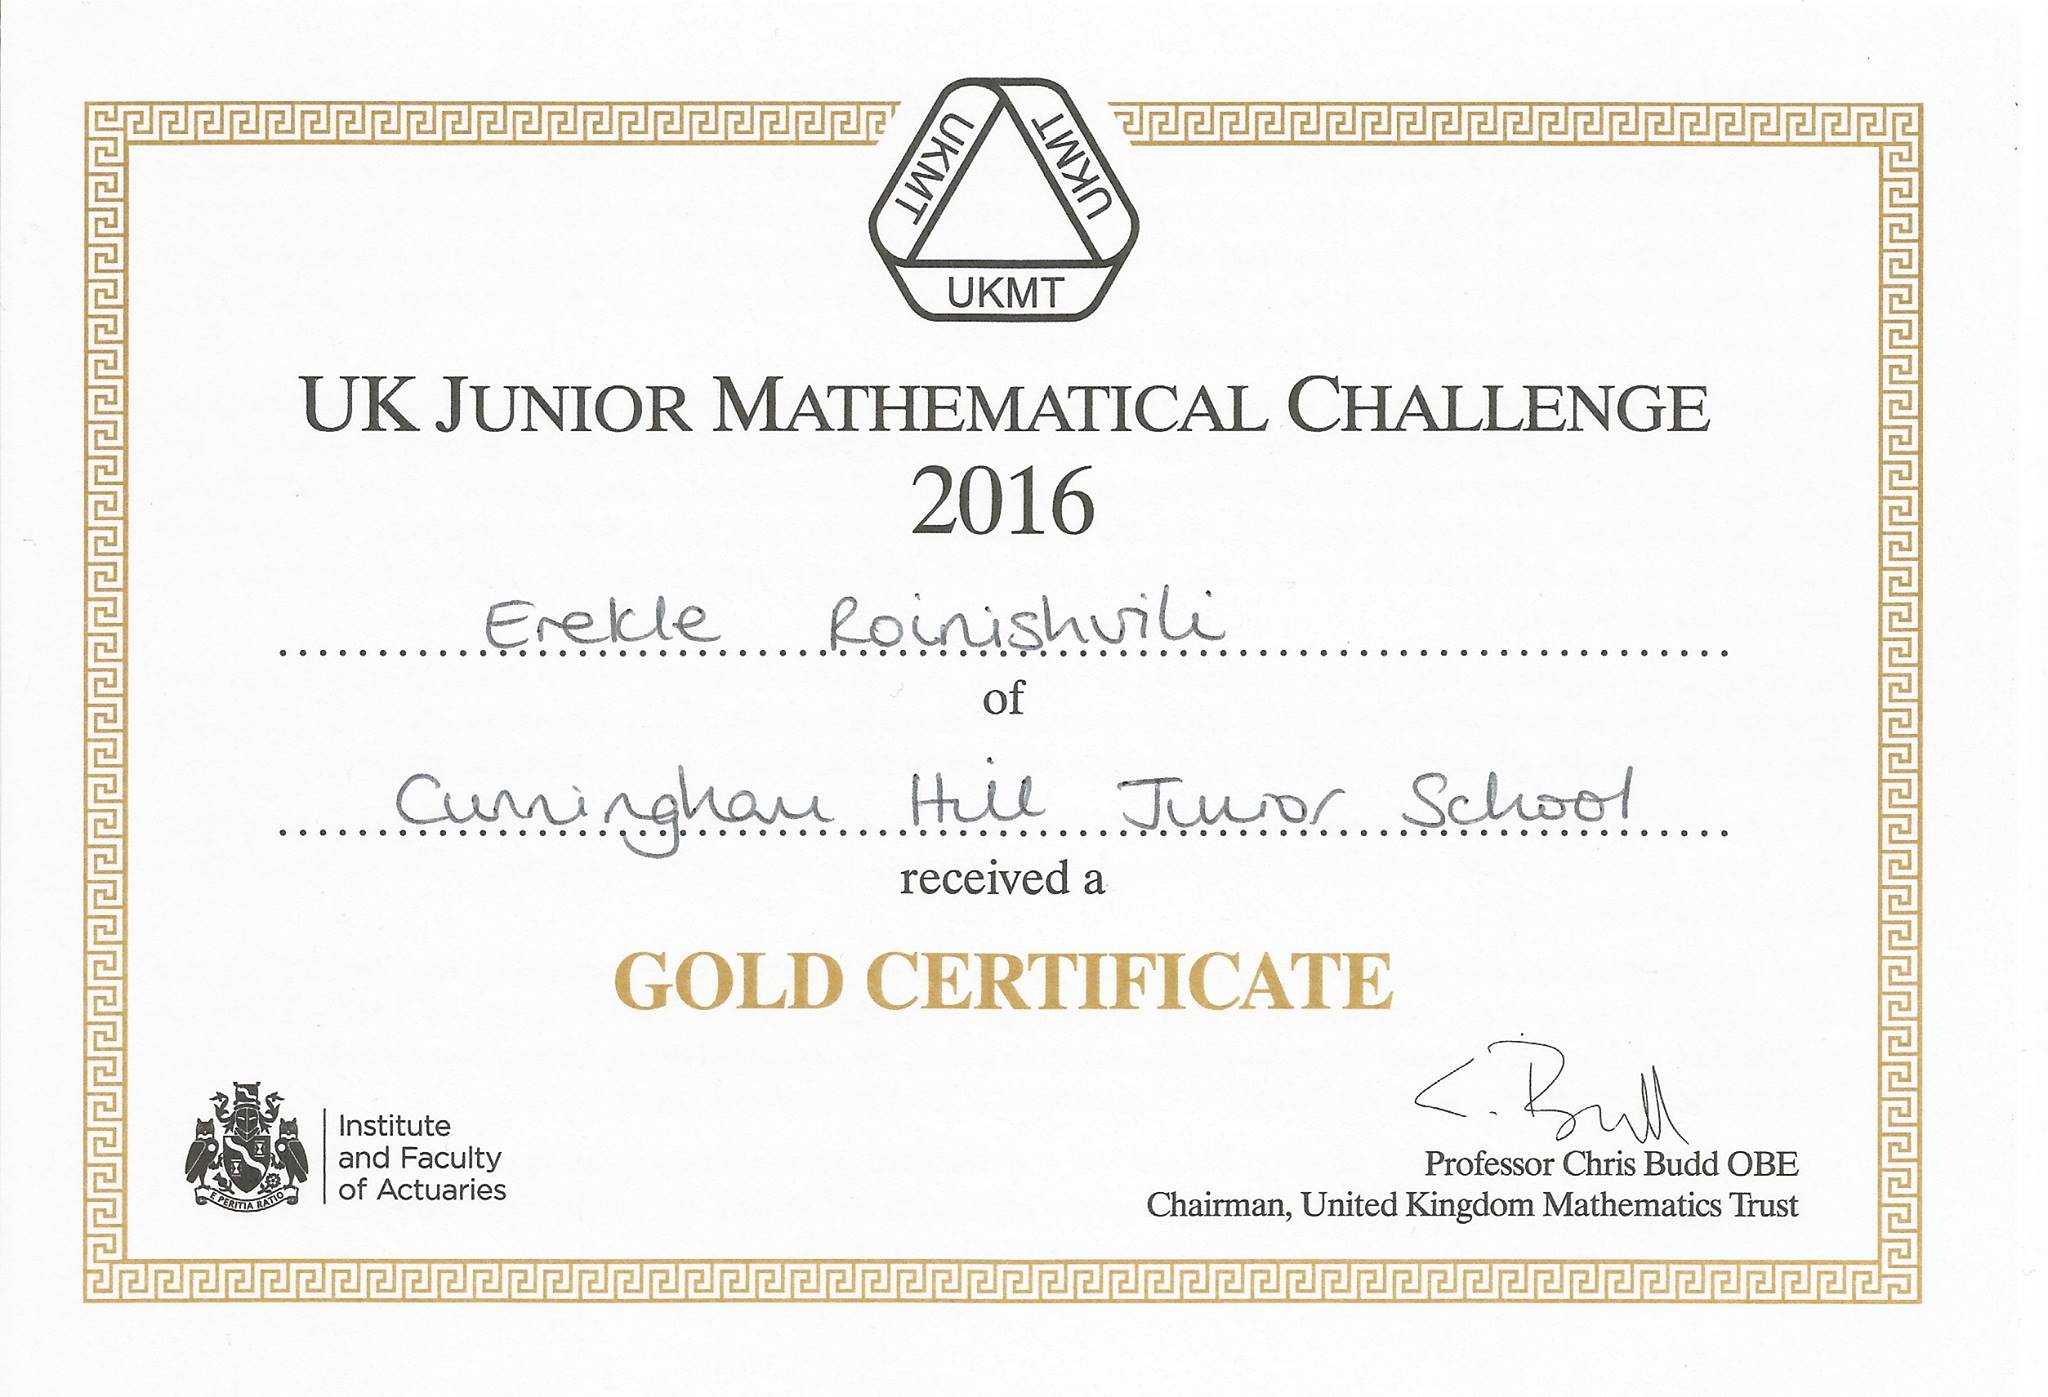 UKMT
UKMT
UKMT
UK JUNIOR MATHEMATICAL CHALLENGE
2016
Erekle Roinishvili
of
Cunningham Hill Junior School
received a
GOLD CERTIFICATE
C. Budd
Institute
and Faculty
of Actuaries
E PERITIA RATIO
Professor Chris Budd OBE
Chairman, United Kingdom Mathematics Trust